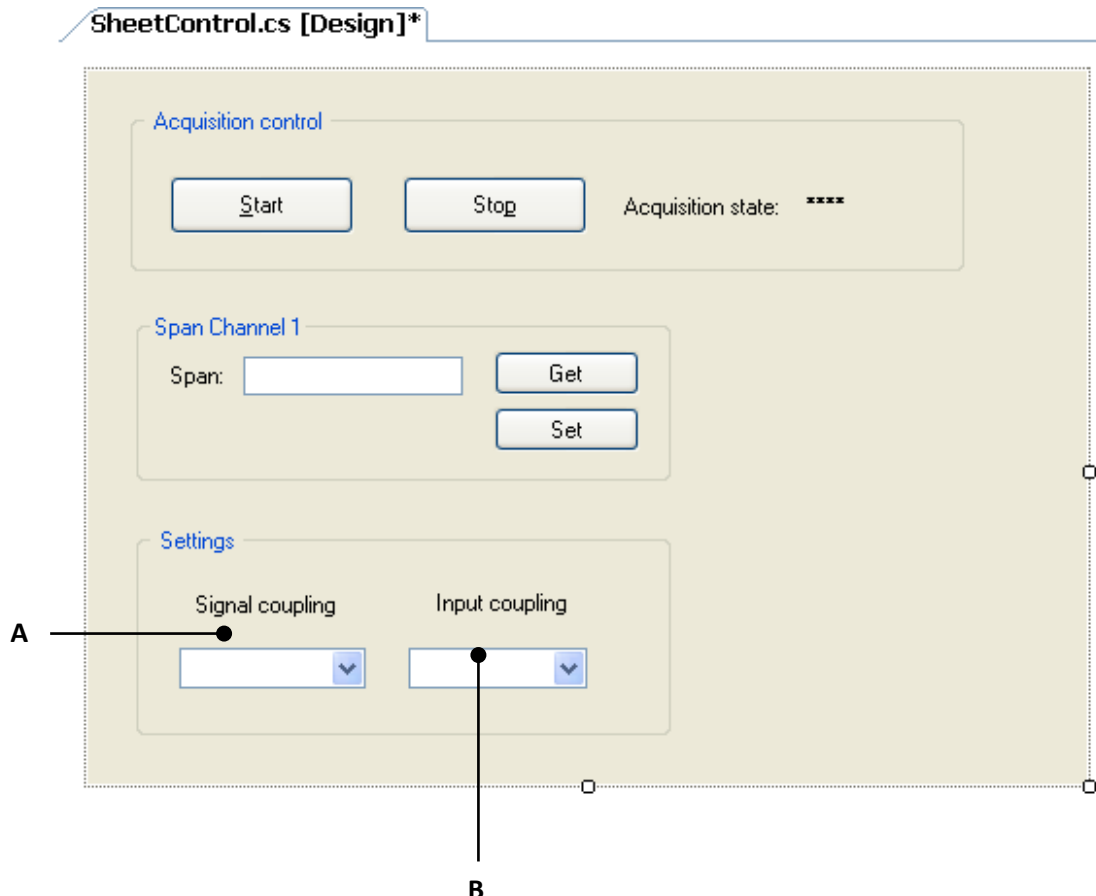 SheetControl.cs [Design]*
Acquisition control
Start
Stop
Acquisition state: ****
Span Channel 1
Span:
Get
Set
Settings
Signal coupling
Input coupling
A
B